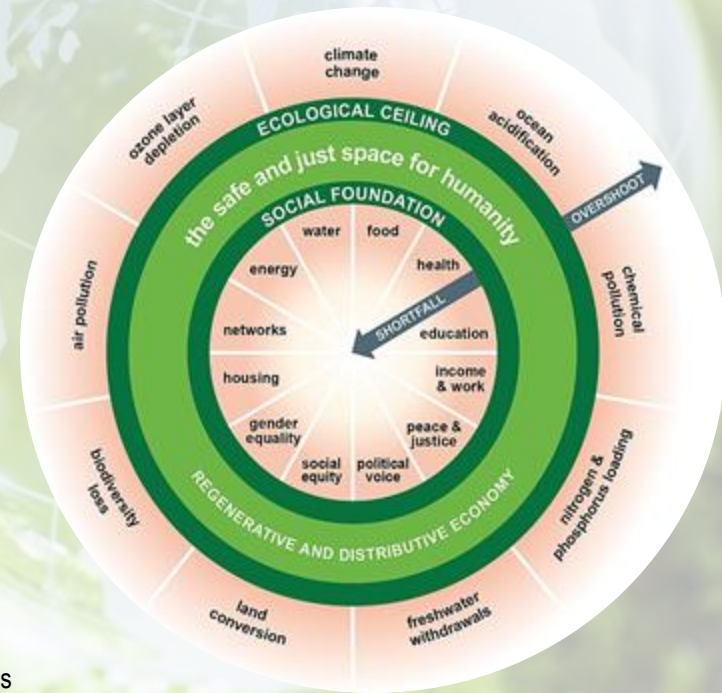 climate
change
ocean
acidification
OVERSHOOT
chemical
pollution
nitrogen &
phosphorus loading
freshwater
withdrawals
land
conversion
biodiversity
loss
air pollution
ozone layer
depletion
ECOLOGICAL CEILING
the safe and just space for humanity
SOCIAL FOUNDATION
water
food
health
SHORTFALL
education
income
& work
peace &
justice
political
voice
social
equity
gender
equality
housing
networks
energy
REGENERATIVE AND DISTRIBUTIVE ECONOMY
s